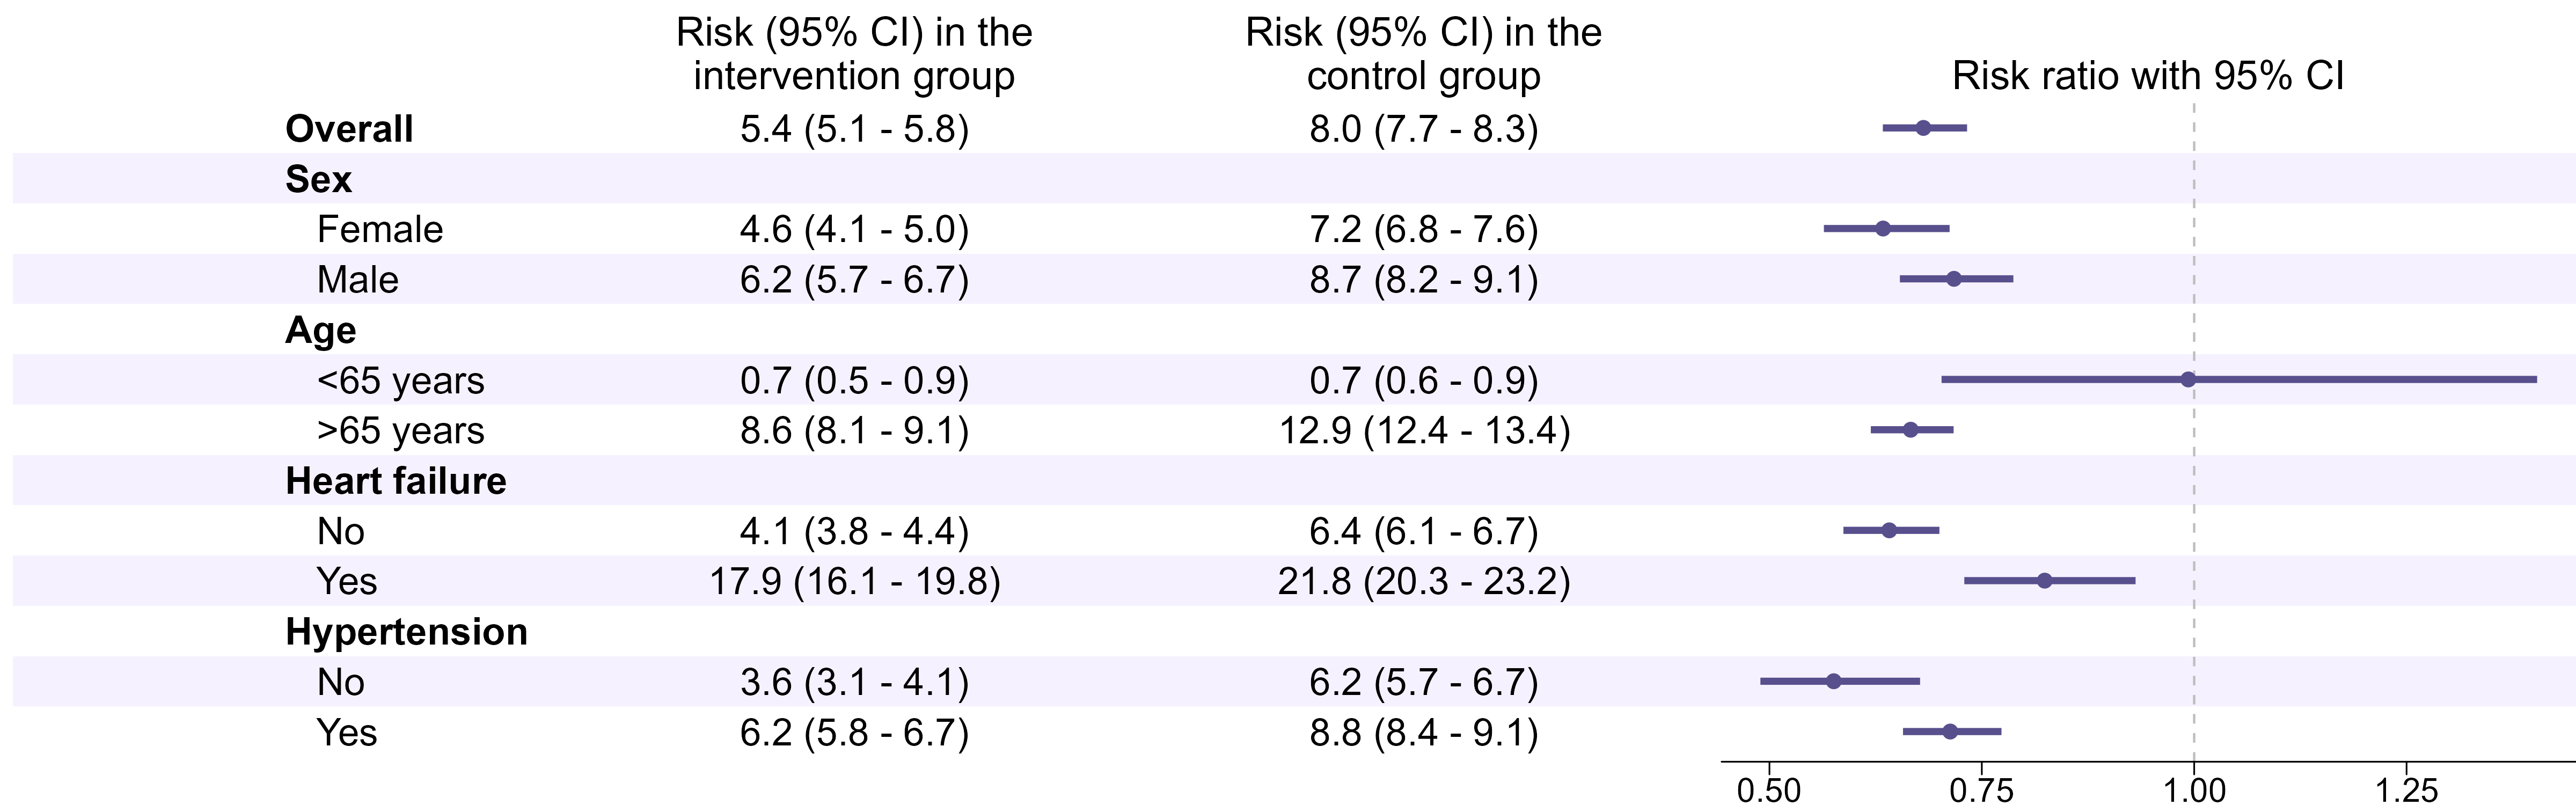 Risk (95% CI) in the intervention group
Risk (95% CI) in the control group
Risk ratio with 95% CI
Overall 5.4 (5.1 - 5.8) 8.0 (7.7 - 8.3)
Sex
Female 4.6 (4.1 - 5.0) 7.2 (6.8 - 7.6)
Male 6.2 (5.7 - 6.7) 8.7 (8.2 - 9.1)
Age
<65 years 0.7 (0.5 - 0.9) 0.7 (0.6 - 0.9)
>65 years 8.6 (8.1 - 9.1) 12.9 (12.4 - 13.4)
Heart failure
No 4.1 (3.8 - 4.4) 6.4 (6.1 - 6.7)
Yes 17.9 (16.1 - 19.8) 21.8 (20.3 - 23.2)
Hypertension
No 3.6 (3.1 - 4.1) 6.2 (5.7 - 6.7)
Yes 6.2 (5.8 - 6.7) 8.8 (8.4 - 9.1)
0.50 0.75 1.00 1.25